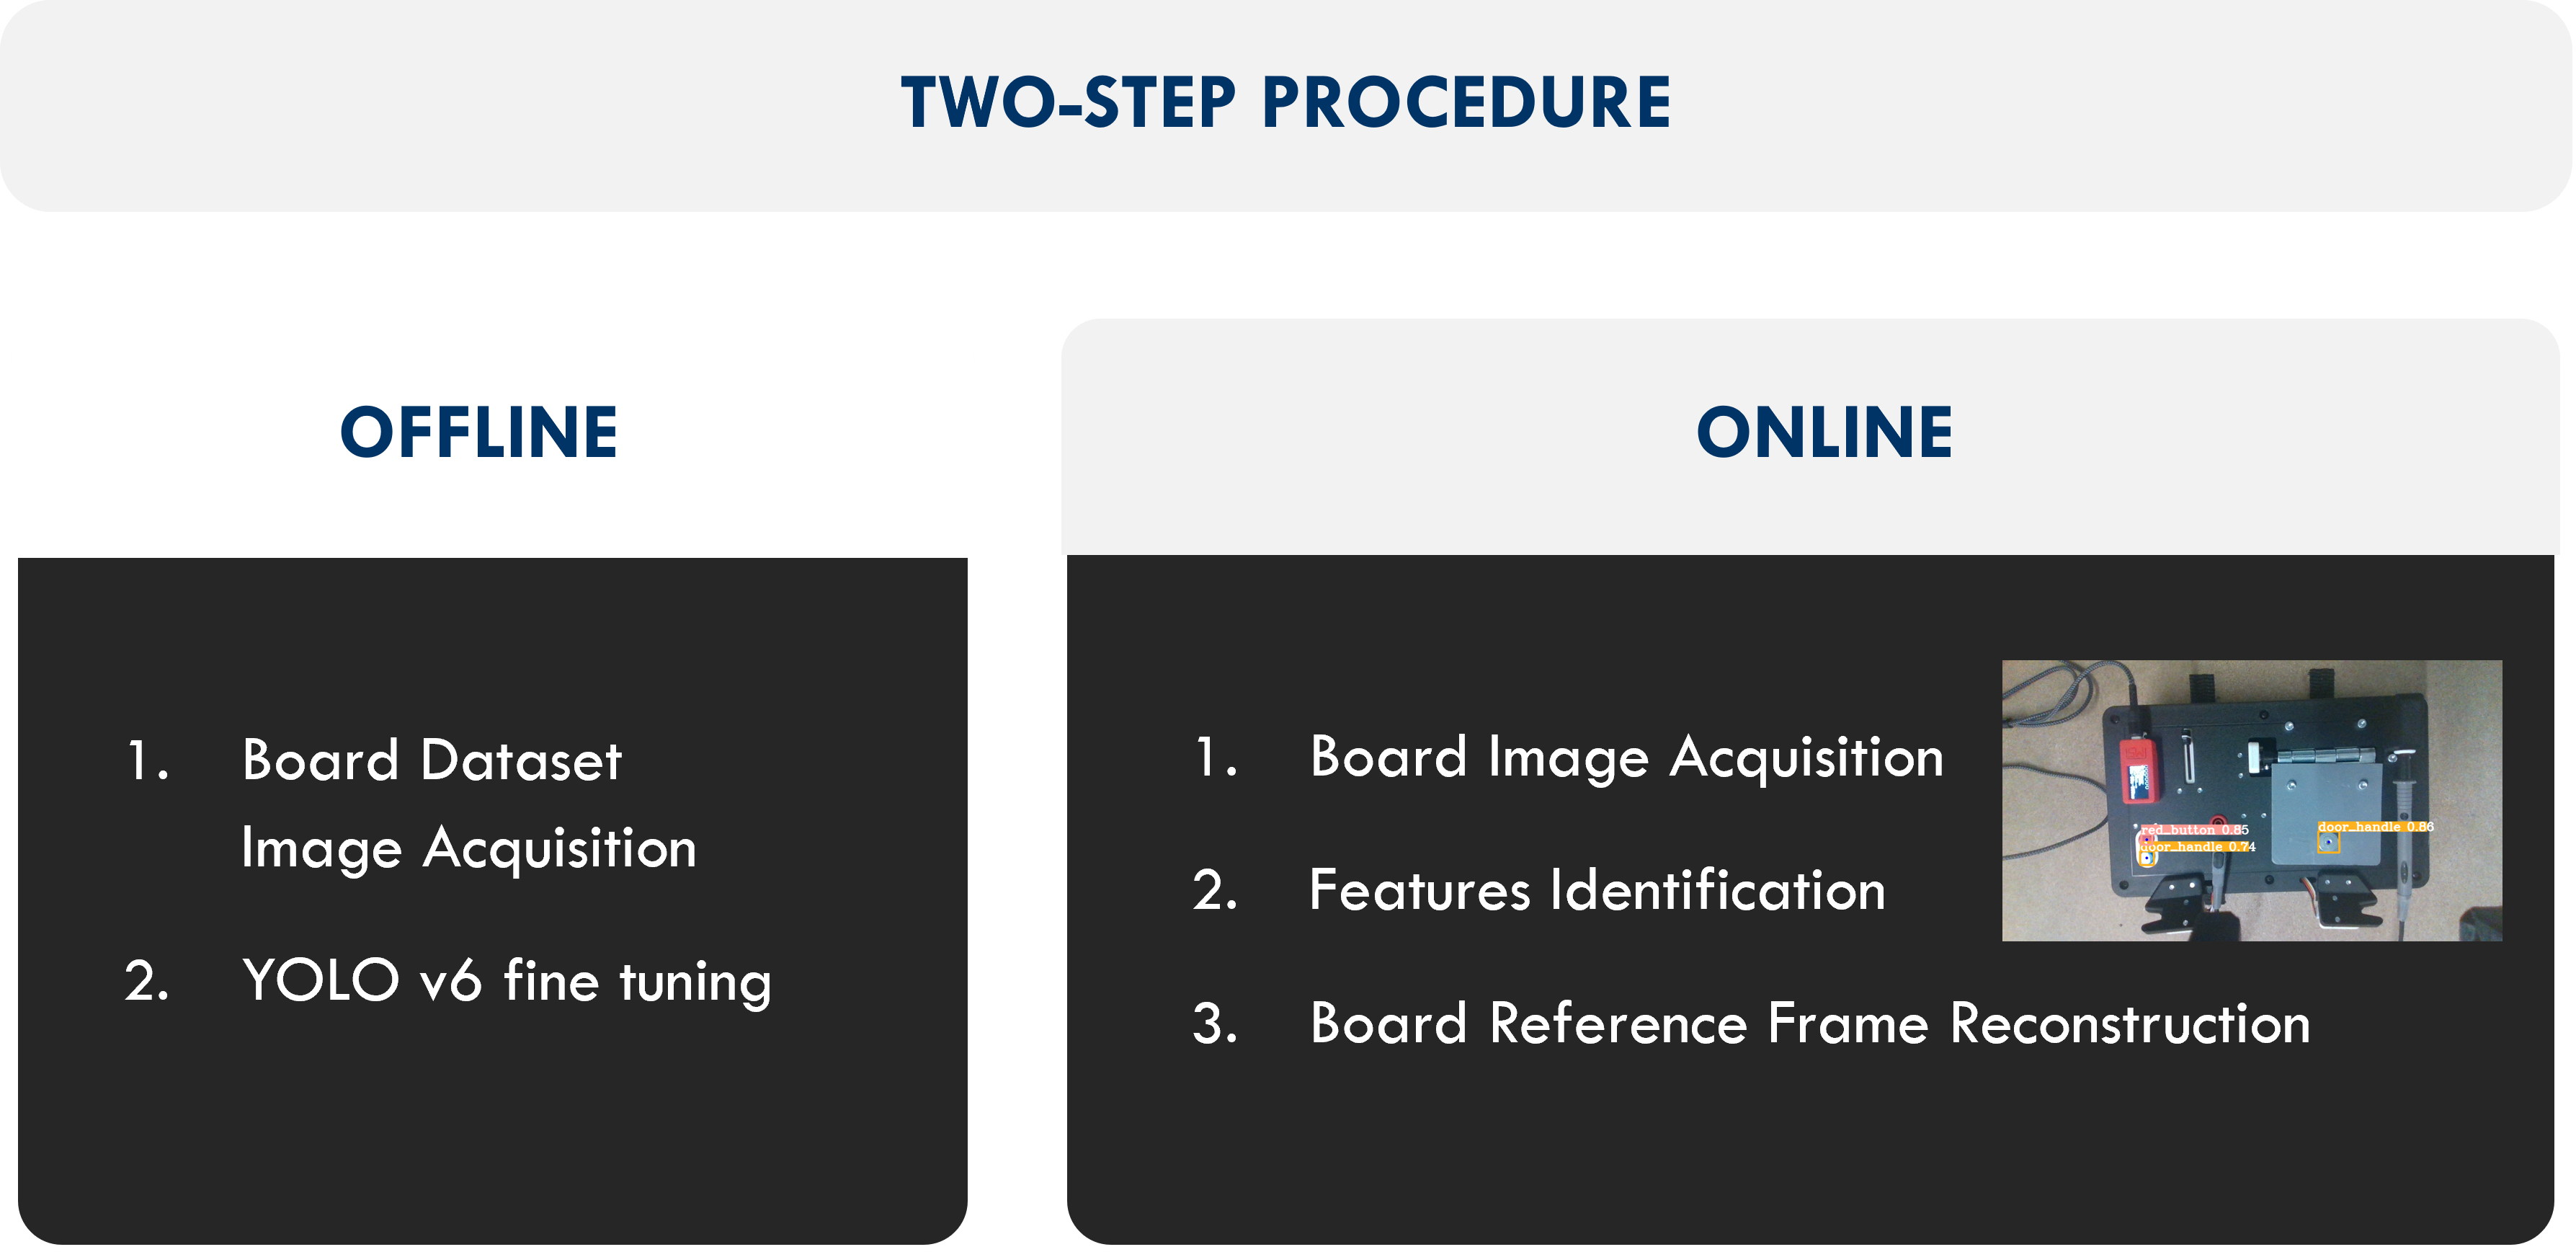 TWO-STEP PROCEDURE
OFFLINE
1. Board Dataset
Image Acquisition
2. YOLO v6 fine tuning
ONLINE
1. Board Image Acquisition
2. Features Identification
3. Board Reference Frame Reconstruction
red_button 0.85
door_handle 0.74
door_handle 0.86